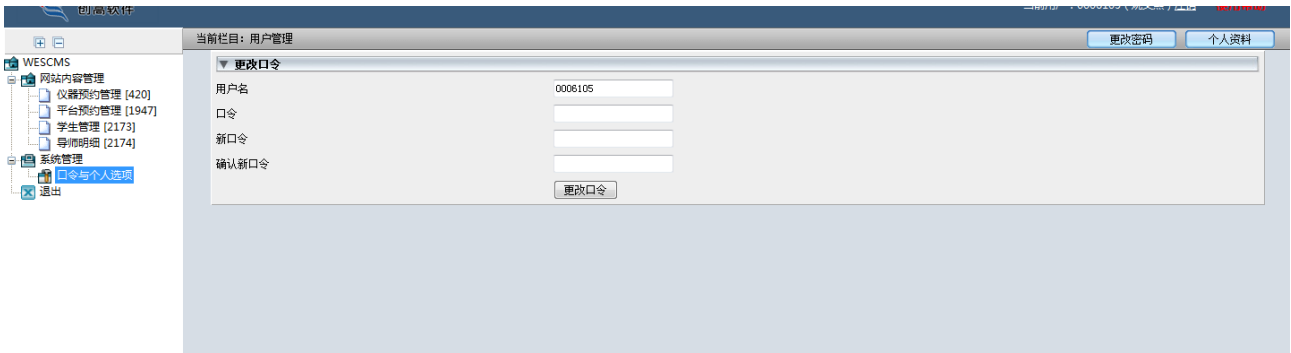 创高软件
当前栏目：用户管理
更改密码
个人资料
WESCMS
网站内容管理
仪器预约管理 [420]
平台预约管理 [1947]
学生管理 [2173]
导师明细 [2174]
系统管理
口令与个人选项
退出
更改口令
用户名
0006105
口令
新口令
确认新口令
更改口令